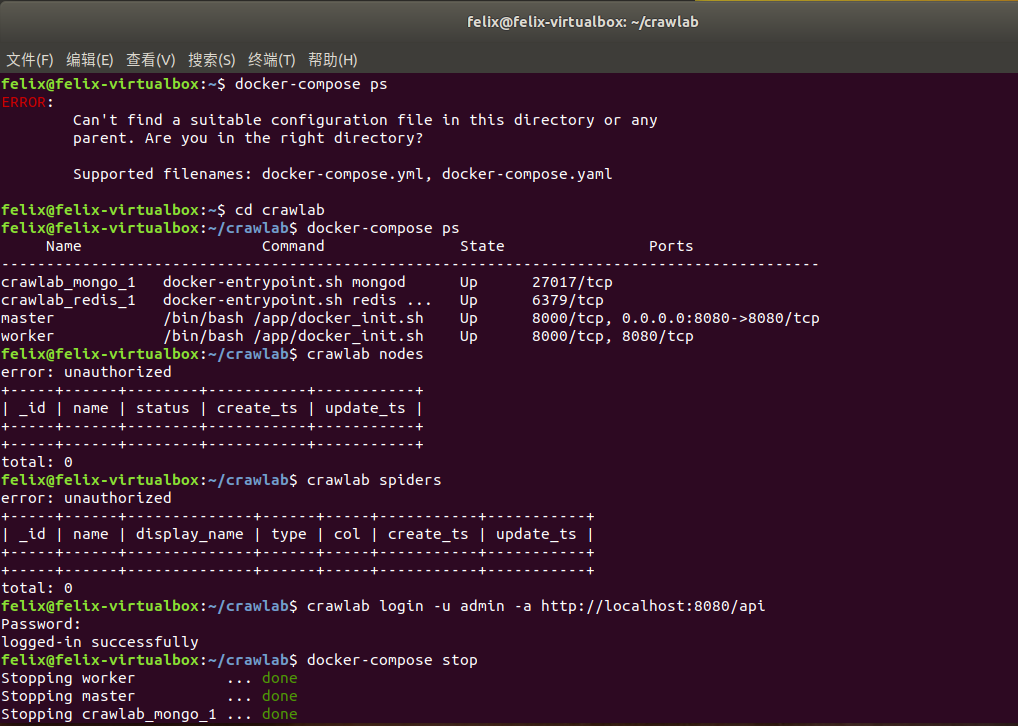 felix@felix-virtualbox: ~/crawlab
文件(F) 编辑(E) 查看(V) 搜索(S) 终端(T) 帮助(H)
felix@felix-virtualbox:~$ docker-compose ps
ERROR:
        Can't find a suitable configuration file in this directory or any
        parent. Are you in the right directory?
        Supported filenames: docker-compose.yml, docker-compose.yaml
felix@felix-virtualbox:~$ cd crawlab
felix@felix-virtualbox:~/crawlab$ docker-compose ps
     Name                    Command               State                Ports
-------------------------------------------------------------------------------------------
crawlab_mongo_1   docker-entrypoint.sh mongod      Up      27017/tcp
crawlab_redis_1   docker-entrypoint.sh redis ...   Up      6379/tcp
master            /bin/bash /app/docker_init.sh    Up      8000/tcp, 0.0.0.0:8080->8080/tcp
worker            /bin/bash /app/docker_init.sh    Up      8000/tcp, 8080/tcp
felix@felix-virtualbox:~/crawlab$ crawlab nodes
error: unauthorized
+-----+------+--------+-----------+-----------+
| _id | name | status | create_ts | update_ts |
+-----+------+--------+-----------+-----------+
+-----+------+--------+-----------+-----------+
total: 0
felix@felix-virtualbox:~/crawlab$ crawlab spiders
error: unauthorized
+-----+------+--------------+------+-----+-----------+-----------+
| _id | name | display_name | type | col | create_ts | update_ts |
+-----+------+--------------+------+-----+-----------+-----------+
+-----+------+--------------+------+-----+-----------+-----------+
total: 0
felix@felix-virtualbox:~/crawlab$ crawlab login -u admin -a http://localhost:8080/api
Password:
logged-in successfully
felix@felix-virtualbox:~/crawlab$ docker-compose stop
Stopping worker          ... done
Stopping master          ... done
Stopping crawlab_mongo_1 ... done